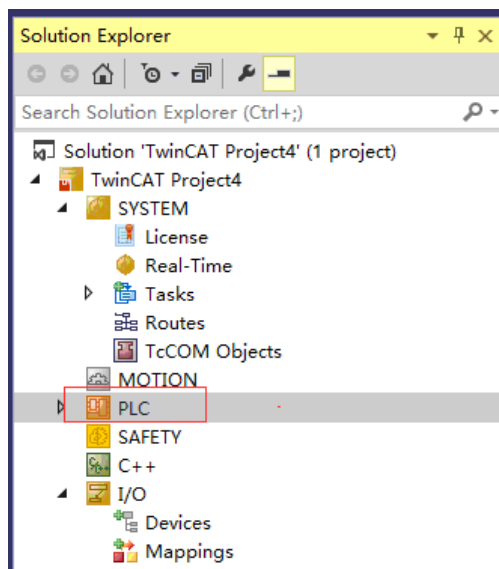 Solution Explorer
Search Solution Explorer (Ctrl+;)
Solution 'TwinCAT Project4' (1 project)
TwinCAT Project4
SYSTEM
License
Real-Time
Tasks
Routes
TcCOM Objects
MOTION
PLC
SAFETY
C++
I/O
Devices
Mappings